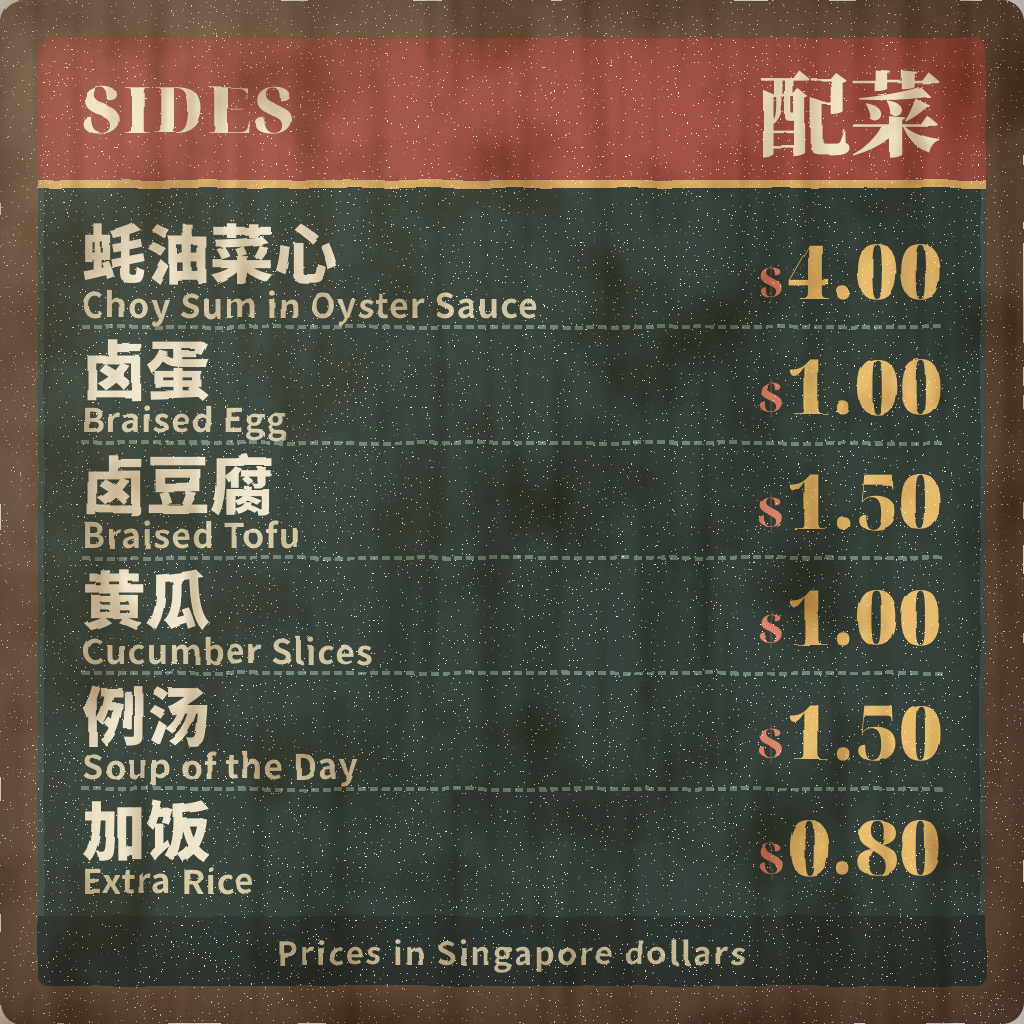 SIDES 配菜
蚝油菜心
Choy Sum in Oyster Sauce
$4.00
卤蛋
Braised Egg
$1.00
卤豆腐
Braised Tofu
$1.50
黄瓜
Cucumber Slices
$1.00
例汤
Soup of the Day
$1.50
加饭
Extra Rice
$0.80
Prices in Singapore dollars